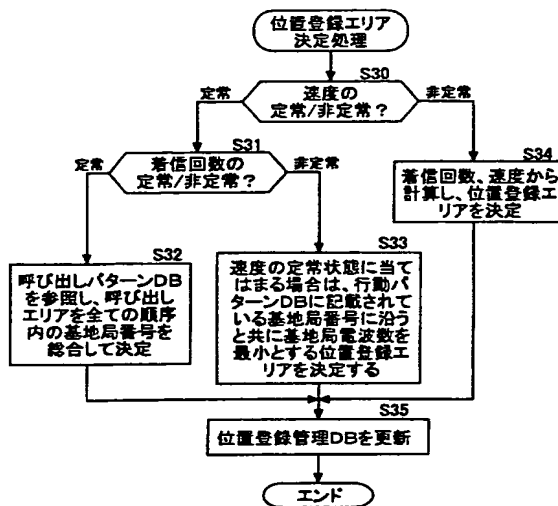 位置登録エリア
決定処理
S30
速度の
定常/非定常?
定常
非定常
S31
着信回数の
定常/非定常?
定常
非定常
S34
着信回数、速度から
計算し、位置登録エ
リアを決定
S32
呼び出しパターンDB
を参照し、呼び出し
エリアを全ての順序
内の基地局番号を
総合して決定
S33
速度の定常状態に当て
はまる場合は、行動パ
ターンDBに記載されて
いる基地局番号に沿う
と共に基地局電波数を
最小とする位置登録エ
リアを決定する
S35
位置登録管理DBを更新
エンド